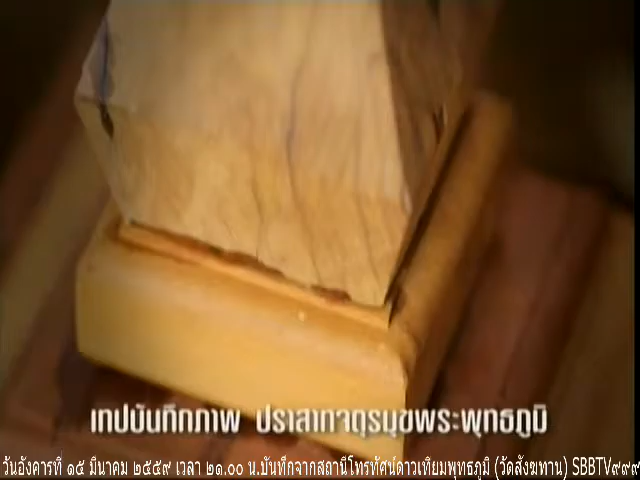 เทปบันทึกภาพ ปราสาทจตุรมุขพระพุทธภูมิ
วันอังคารที่ ๑๕ มีนาคม ๒๕๕๙ เวลา ๒๑.๐๐ น.บันทึกจากสถานีโทรทัศน์ดาวเทียมพุทธภูมิ (วัดสังฆทาน) SBBTV๙๙๙